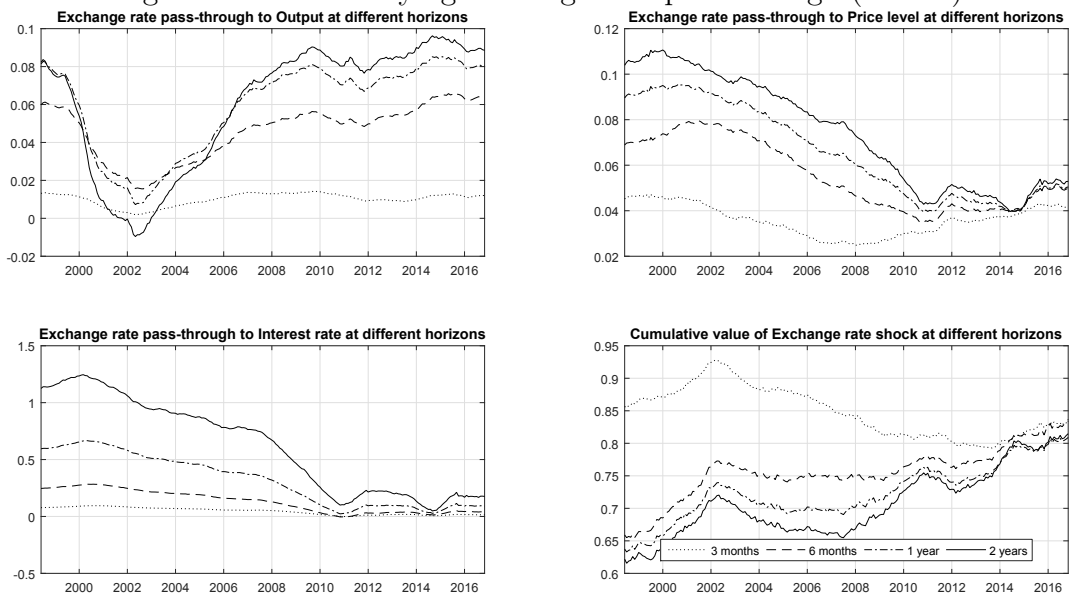 Exchange rate pass-through to Output at different horizons
0.1
0.08
0.06
0.04
0.02
0
-0.02
2000 2002 2004 2006 2008 2010 2012 2014 2016
Exchange rate pass-through to Price level at different horizons
0.12
0.1
0.08
0.06
0.04
0.02
2000 2002 2004 2006 2008 2010 2012 2014 2016
Exchange rate pass-through to Interest rate at different horizons
1.5
1
0.5
0
-0.5
2000 2002 2004 2006 2008 2010 2012 2014 2016
Cumulative value of Exchange rate shock at different horizons
0.95
0.9
0.85
0.8
0.75
0.7
0.65
0.6
3 months 6 months 1 year 2 years
2000 2002 2004 2006 2008 2010 2012 2014 2016